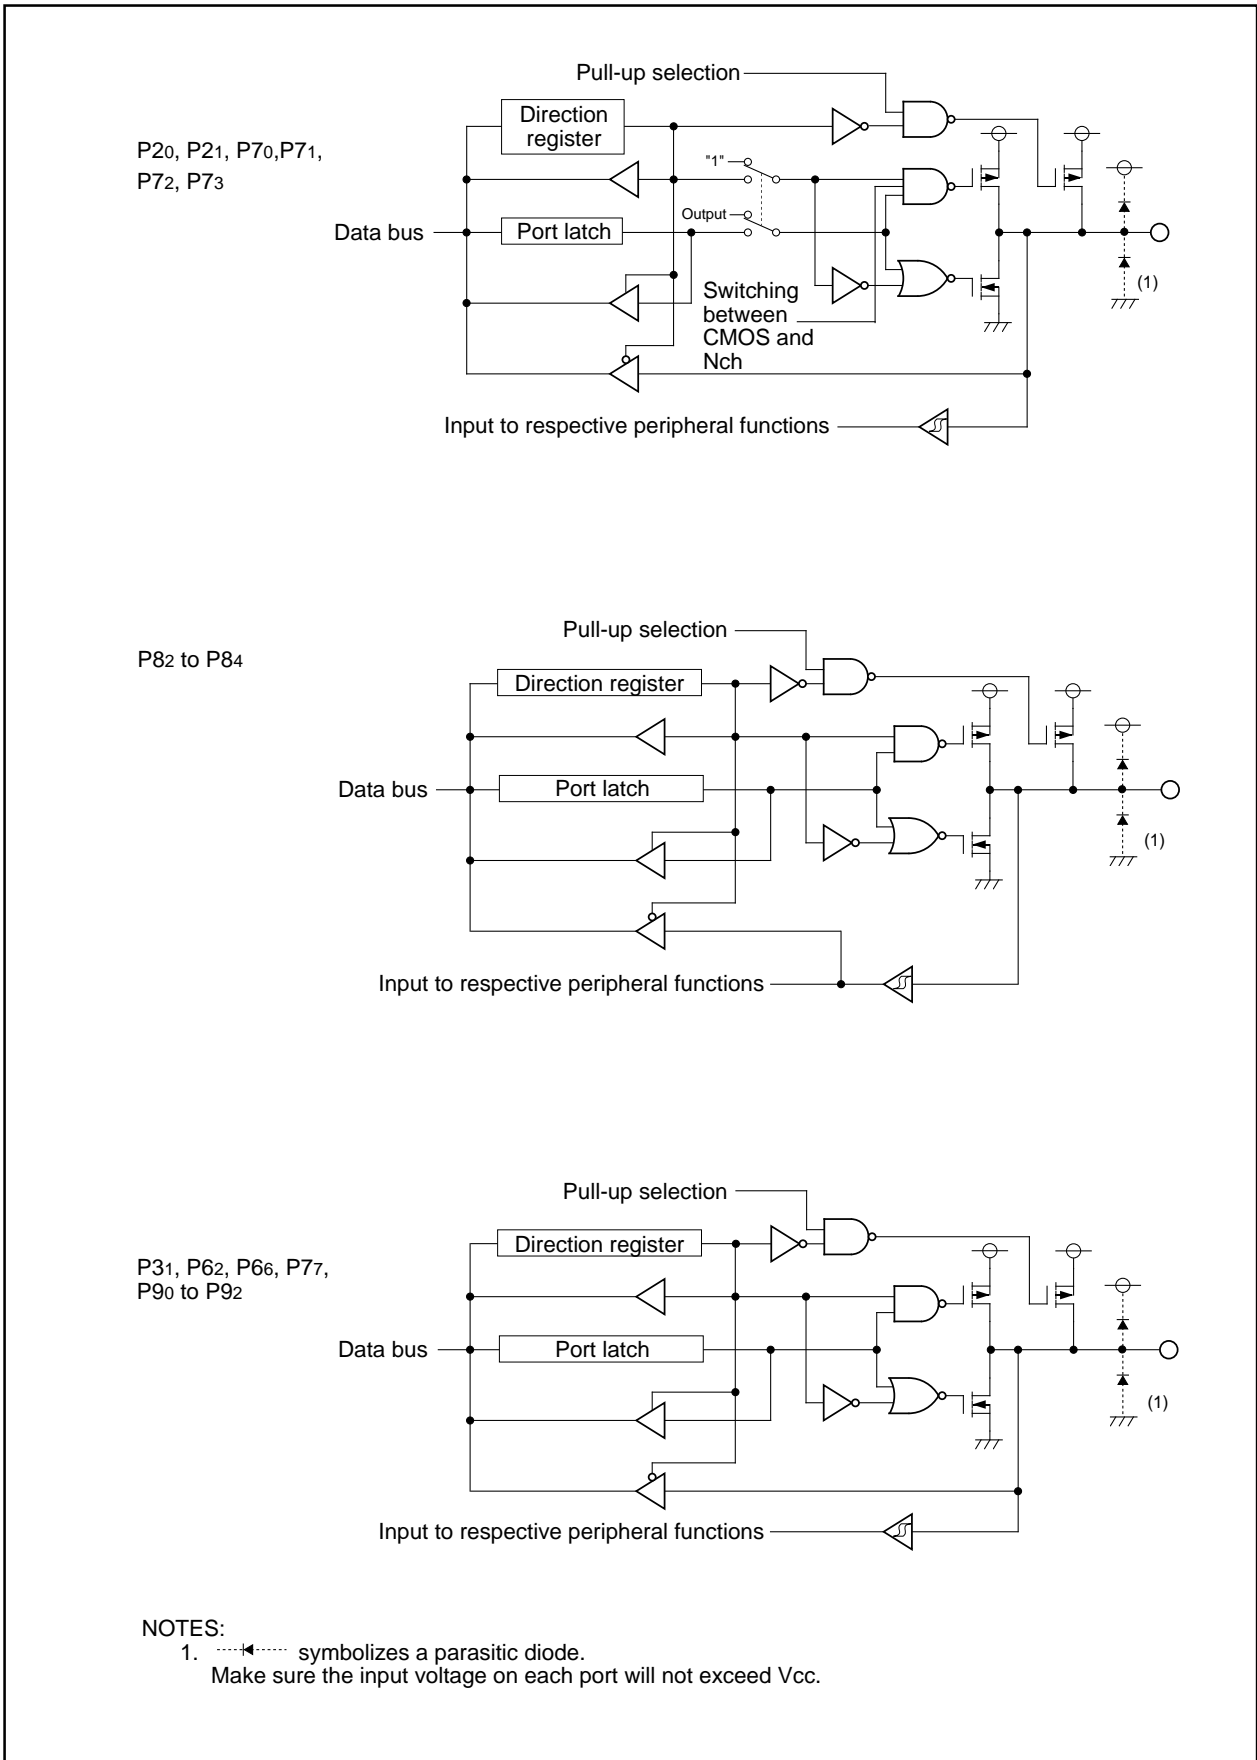 Pull-up selection
Direction
register
P20, P21, P70,P71,
P72, P73
"1"
Output
Data bus
Port latch
Switching
between
CMOS and
Nch
(1)
Input to respective peripheral functions
Pull-up selection
P82 to P84
Direction register
Data bus
Port latch
(1)
Input to respective peripheral functions
Pull-up selection
Direction register
P31, P62, P66, P77,
P90 to P92
Data bus
Port latch
(1)
Input to respective peripheral functions
NOTES:
1. symbolizes a parasitic diode.
Make sure the input voltage on each port will not exceed Vcc.